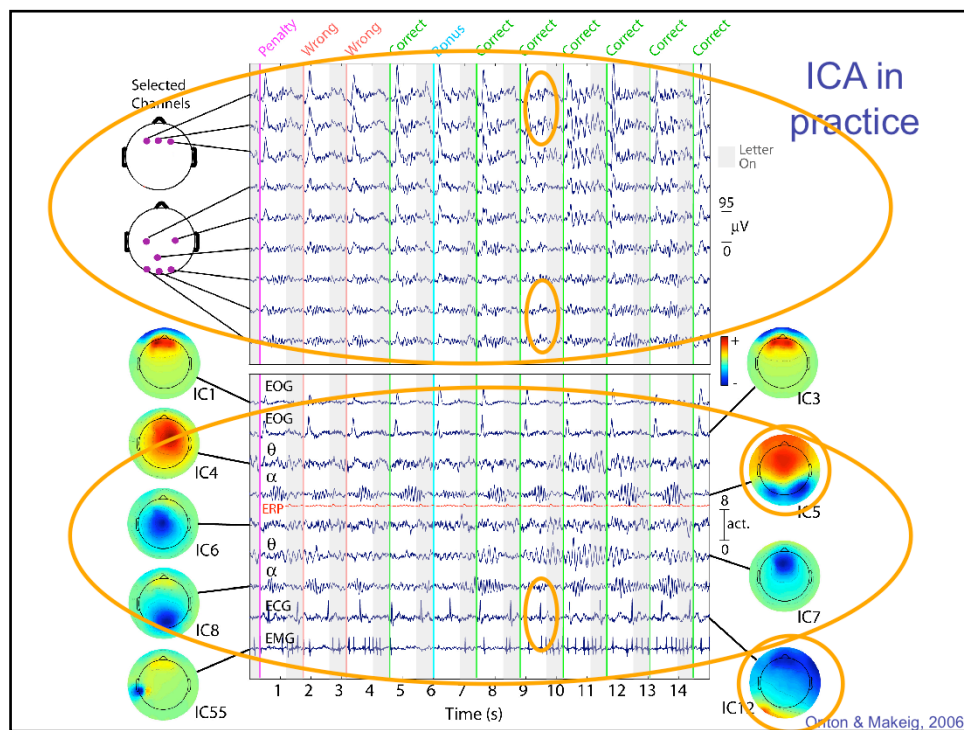 Penalty
Wrong
Wrong
Correct
Bonus
Correct
Correct
Correct
Correct
Correct
Correct
ICA in
practice
Selected
Channels
Letter
On
95
μV
0
+
-
IC1
IC4
IC6
IC8
IC55
EOG
EOG
θ
α
ERP
θ
α
ECG
EMG
IC3
IC5
8
act.
0
IC7
IC12
1 2 3 4 5 6 7 8 9 10 11 12 13 14
Time (s)
Onton & Makeig, 2006